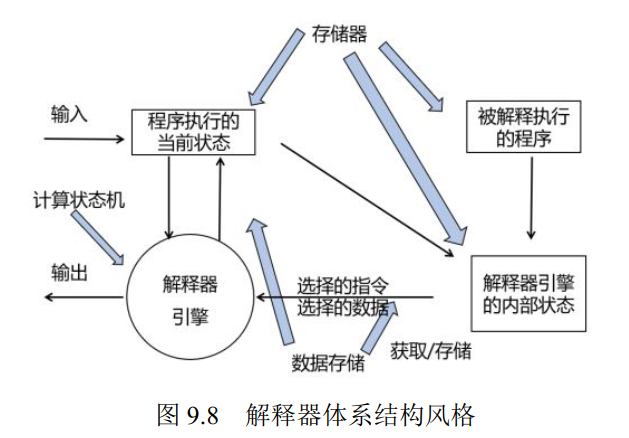 存储器
输入
程序执行的
当前状态
被解释执行
的程序
计算状态机
输出
解释器
引擎
选择的指令
选择的数据
解释器引擎
的内部状态
数据存储
获取/存储
图 9.8 解释器体系结构风格